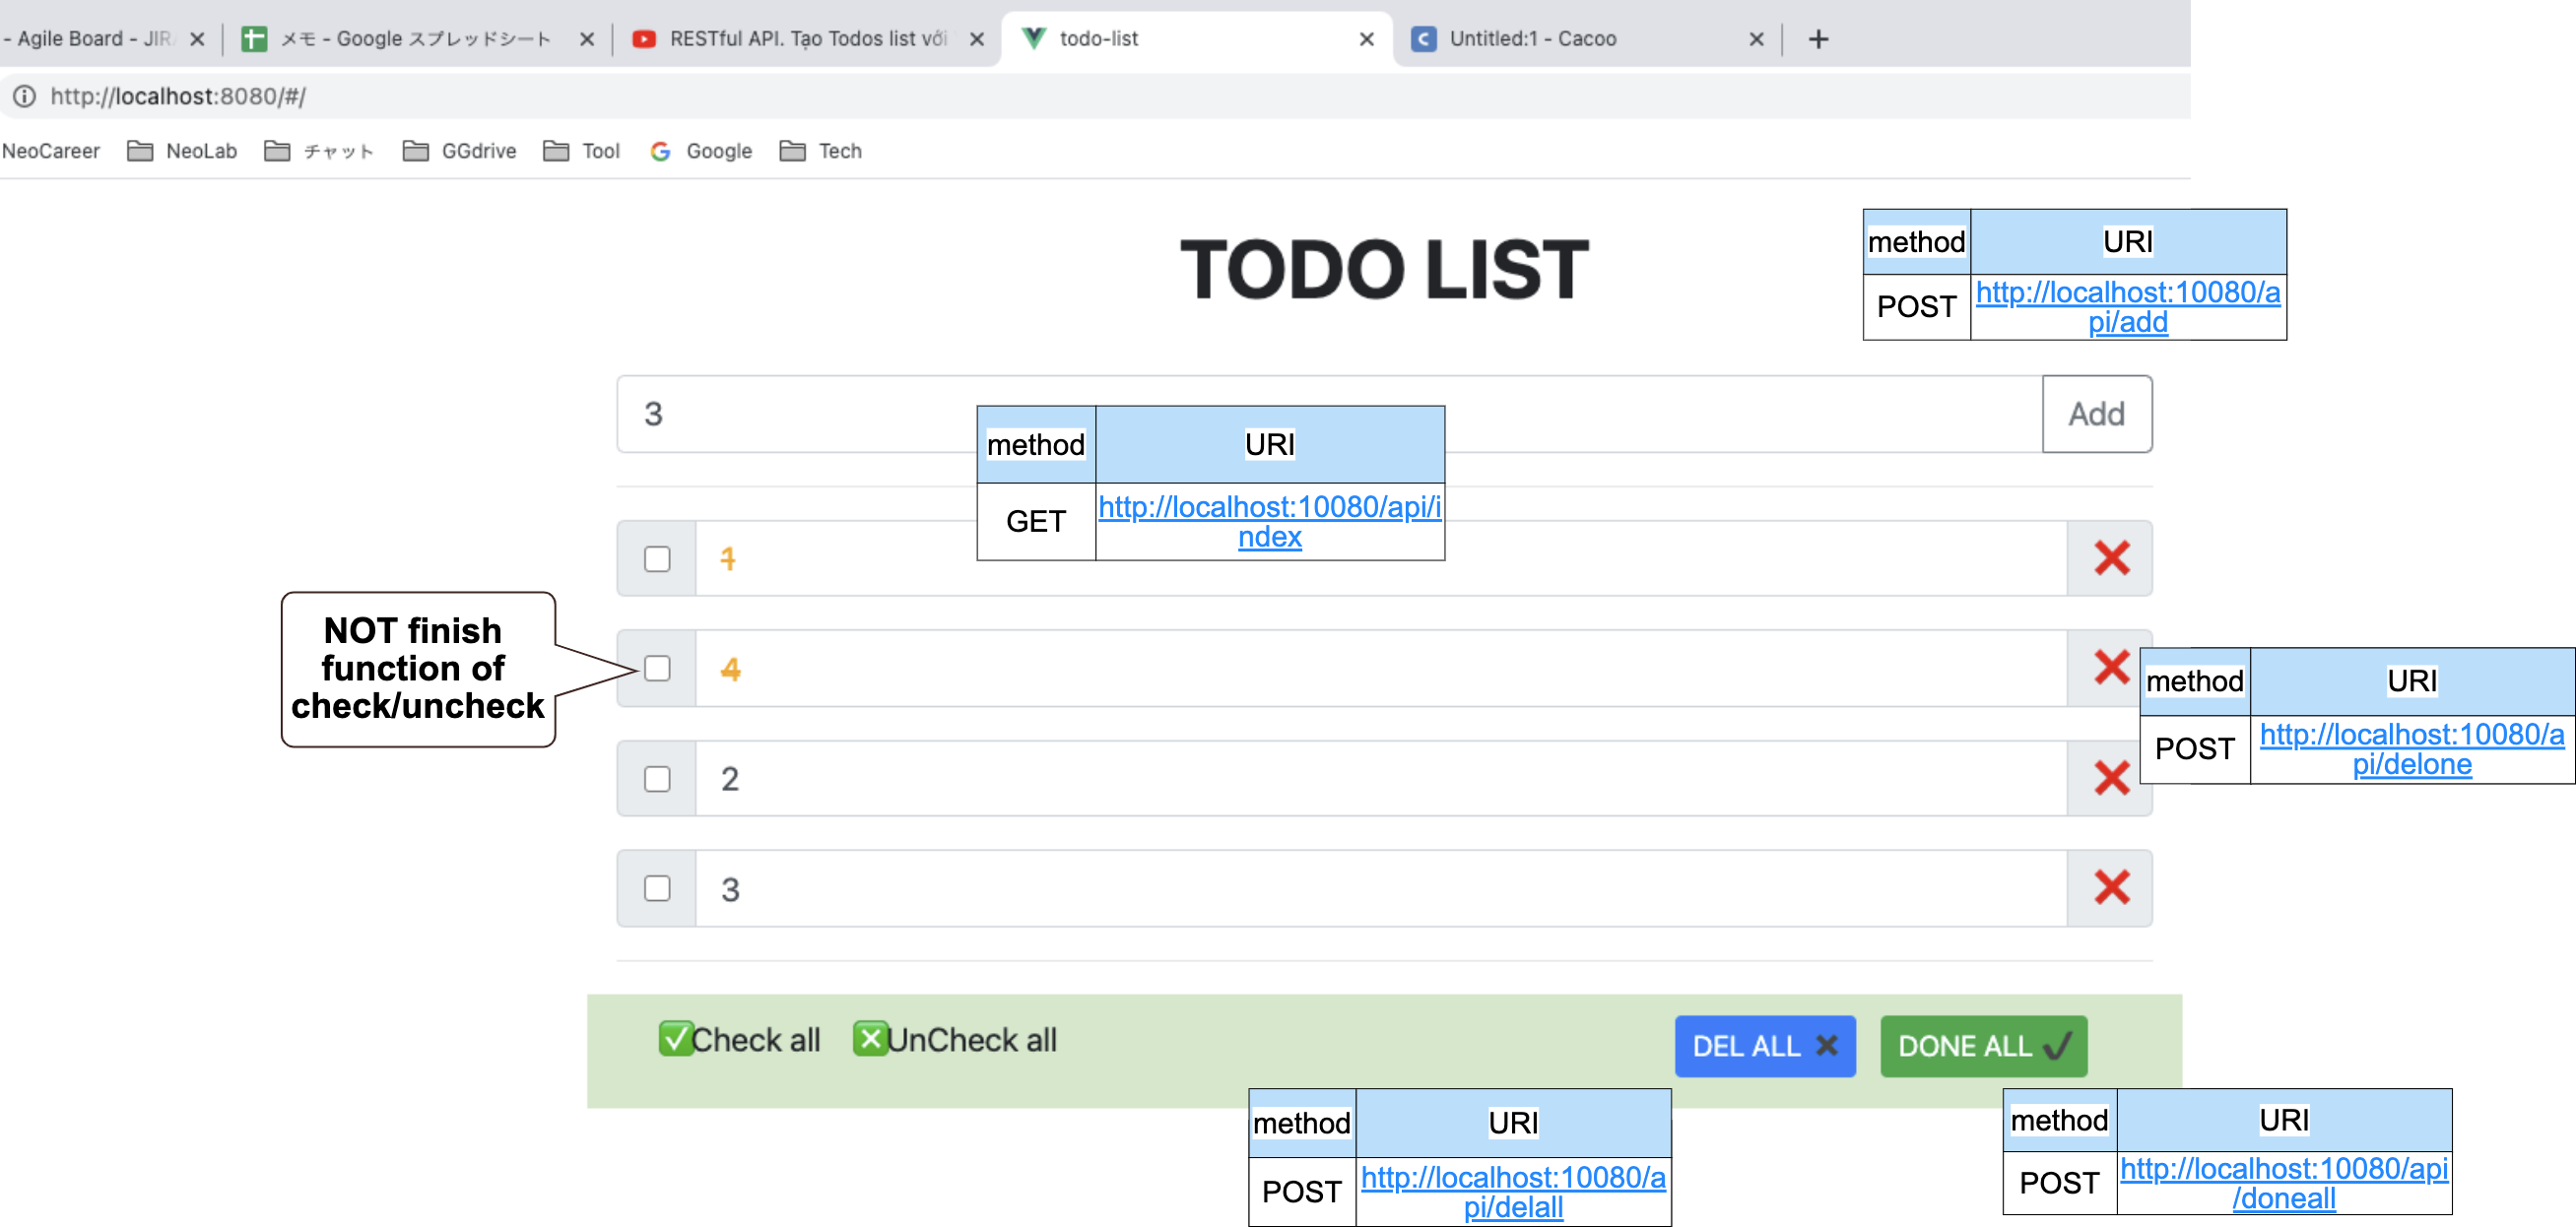 - Agile Board - JIR
メモ - Google スプレッドシート
RESTful API. Tạo Todos list với
todo-list
Untitled:1 - Cacoo
http://localhost:8080/#/
NeoCareer
NeoLab
チャット
GGdrive
Tool
Google
Tech
TODO LIST
method URI
POST http://localhost:10080/a
pi/add
3
Add
method URI
GET http://localhost:10080/api/i
ndex
1
NOT finish
function of
check/uncheck
4
method URI
POST http://localhost:10080/a
pi/delone
2
3
Check all
UnCheck all
DEL ALL
DONE ALL
method URI
POST http://localhost:10080/a
pi/delall
method URI
POST http://localhost:10080/api
/doneall